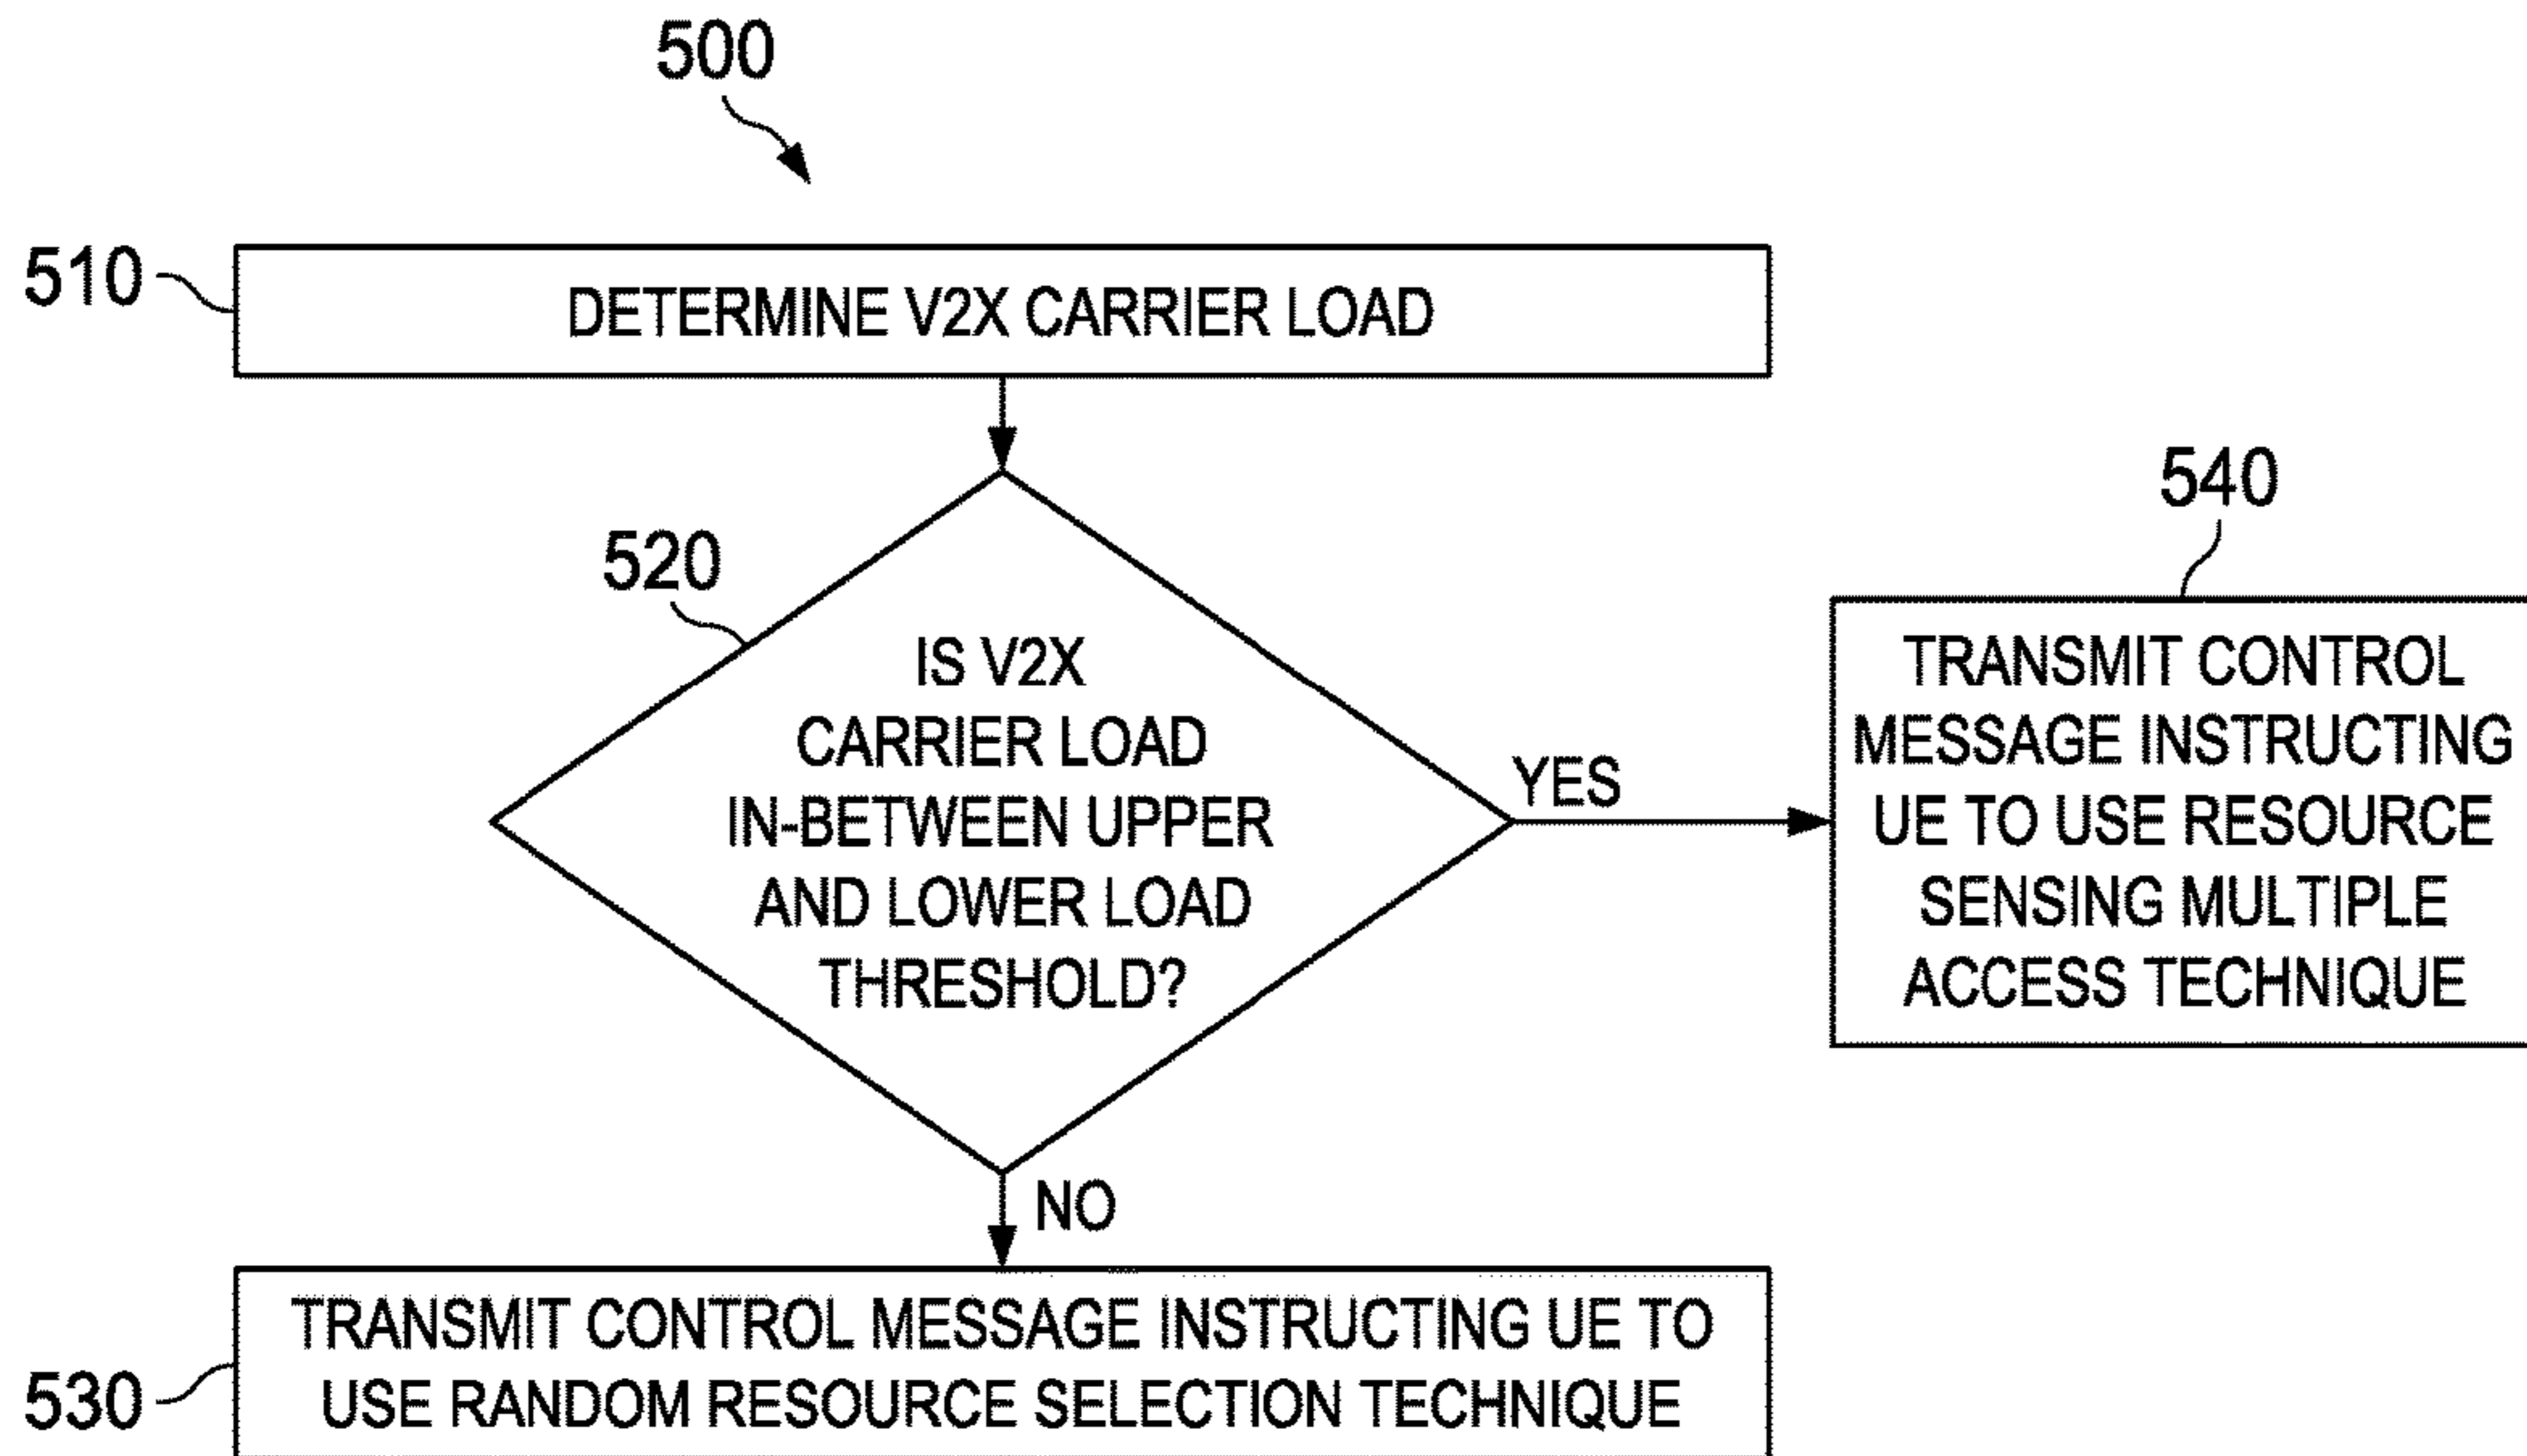 500
510
DETERMINE V2X CARRIER LOAD
520
IS V2X
CARRIER LOAD
IN-BETWEEN UPPER
AND LOWER LOAD
THRESHOLD?
YES
540
TRANSMIT CONTROL
MESSAGE INSTRUCTING
UE TO USE RESOURCE
SENSING MULTIPLE
ACCESS TECHNIQUE
NO
530
TRANSMIT CONTROL MESSAGE INSTRUCTING UE TO
USE RANDOM RESOURCE SELECTION TECHNIQUE